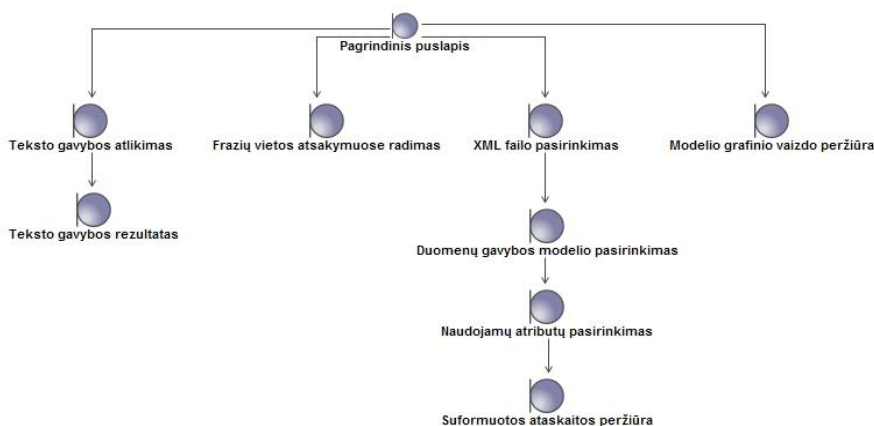 Pagrindinis puslapis
Teksto gavybos atlikimas
Frazių vietos atsakymuose radimas
XML failo pasirinkimas
Modelio grafinio vaizdo peržiūra
Teksto gavybos rezultatas
Duomenų gavybos modelio pasirinkimas
Naudojamų atributų pasirinkimas
Suformuotos ataskaitos peržiūra